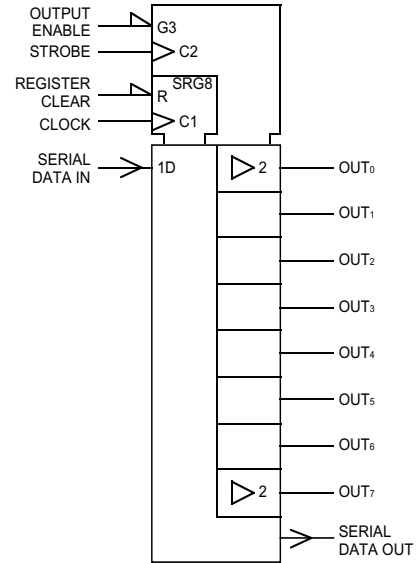 OUTPUT
ENABLE
G3
STROBE
C2
REGISTER
CLEAR
R
SRG8
CLOCK
C1
SERIAL
DATA IN
1D
2
OUT₀
OUT₁
OUT₂
OUT₃
OUT₄
OUT₅
OUT₆
2
OUT₇
SERIAL
DATA OUT